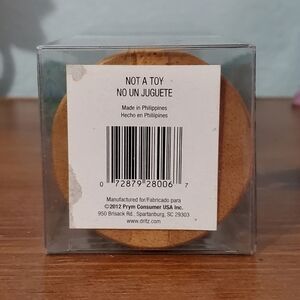 NOT A TOY
NO UN JUGUETE
Made in Philippines
Hecho en Phillipines
0 72879 28006 7
Manufactured for/Fabricado para
©2012 Prym Consumer USA Inc.
950 Brisack Rd., Spartanburg, SC 29303
www.dritz.com